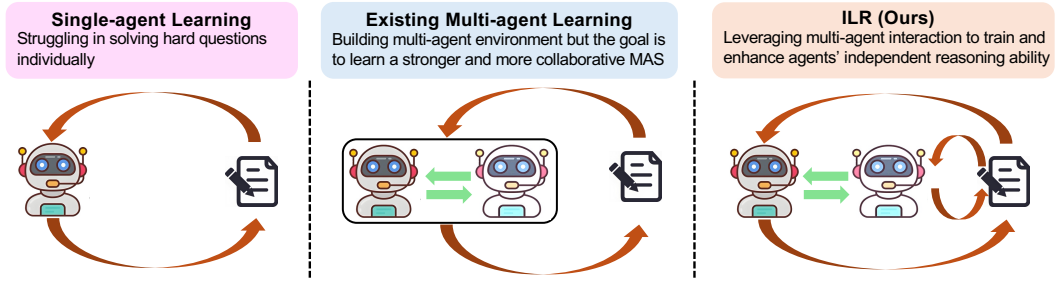 Single-agent Learning
Struggling in solving hard questions
individually
Existing Multi-agent Learning
Building multi-agent environment but the goal is
to learn a stronger and more collaborative MAS
ILR (Ours)
Leveraging multi-agent interaction to train and
enhance agents’ independent reasoning ability